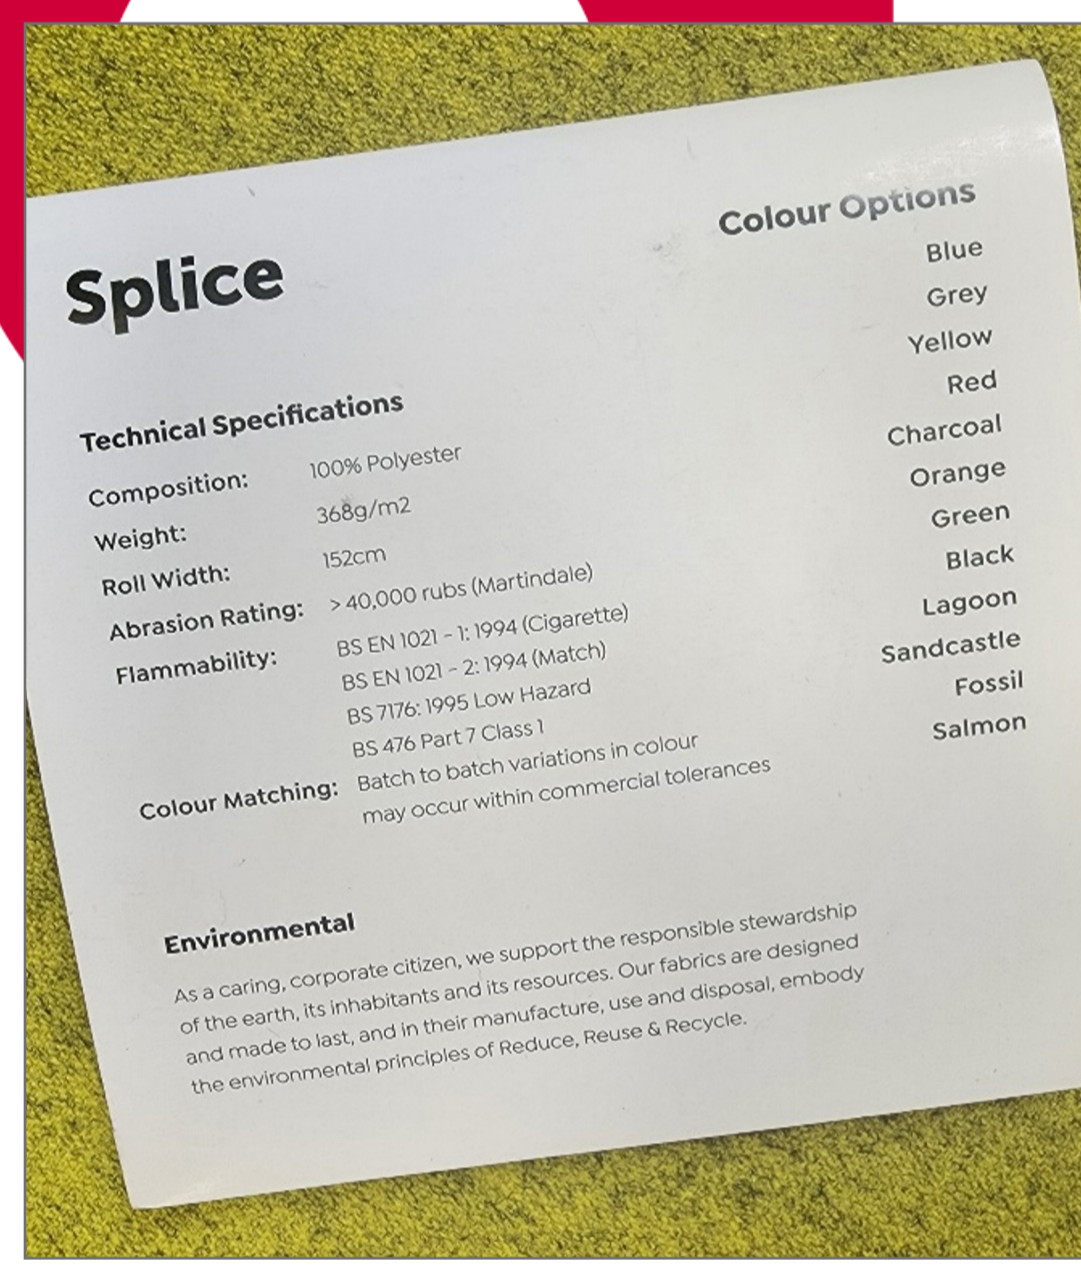 Splice
Colour Options
Blue
Grey
Yellow
Red
Charcoal
Orange
Green
Black
Lagoon
Sandcastle
Fossil
Salmon
Technical Specifications
Composition: 100% Polyester
Weight: 368g/m2
Roll Width: 152cm
Abrasion Rating: > 40,000 rubs (Martindale)
Flammability: BS EN 1021 - 1: 1994 (Cigarette)
BS EN 1021 - 2: 1994 (Match)
BS 7176: 1995 Low Hazard
BS 476 Part 7 Class 1
Colour Matching: Batch to batch variations in colour
may occur within commercial tolerances
Environmental
As a caring, corporate citizen, we support the responsible stewardship
of the earth, its inhabitants and its resources. Our fabrics are designed
and made to last, and in their manufacture, use and disposal, embody
the environmental principles of Reduce, Reuse & Recycle.